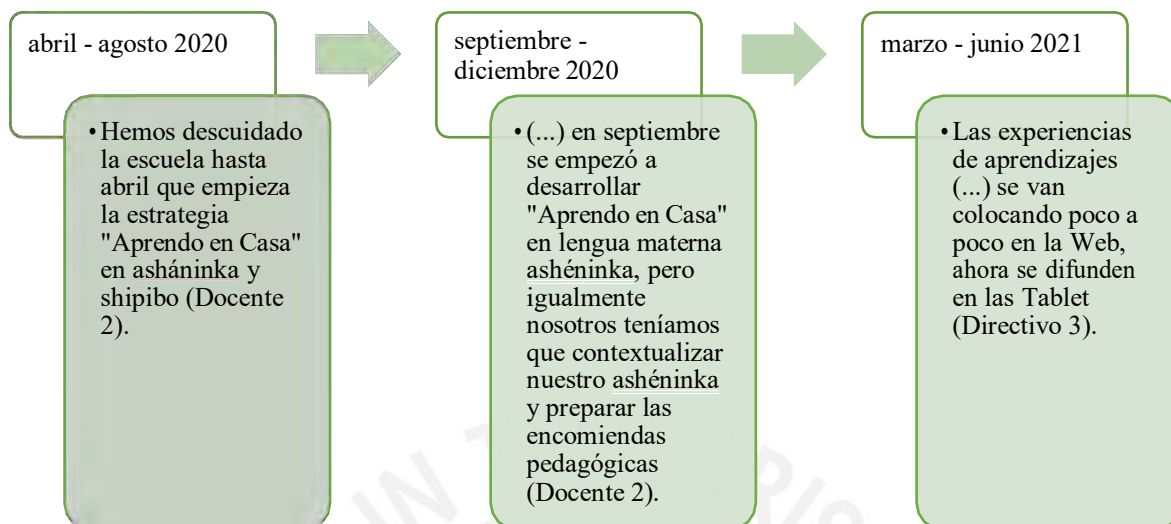 abril - agosto 2020
•Hemos descuidado
la escuela hasta
abril que empieza
la estrategia
"Aprendo en Casa"
en asháninka y
shipibo (Docente
2).
septiembre -
diciembre 2020
•(...) en septiembre
se empezó a
desarrollar
"Aprendo en Casa"
en lengua materna
ashéninka, pero
igualmente
nosotros teníamos
que contextualizar
nuestro ashéninka
y preparar las
encomiendas
pedagógicas
(Docente 2).
marzo - junio 2021
•Las experiencias
de aprendizajes
(...) se van
colocando poco a
poco en la Web,
ahora se difunden
en las Tablet
(Directivo 3).